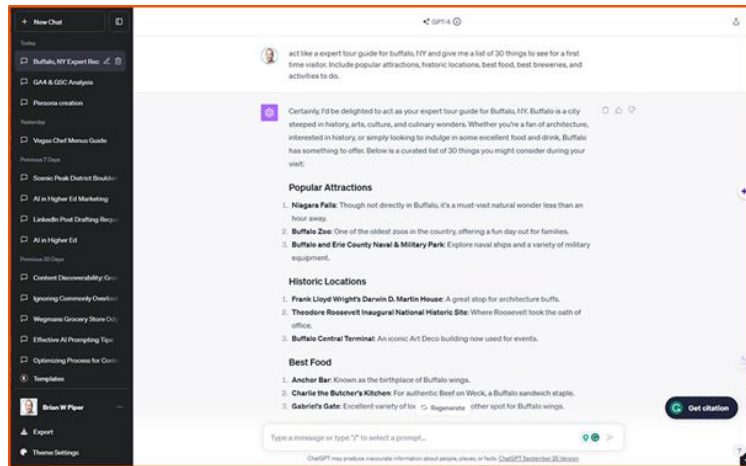 New Chat
Today
Buffalo, NY Expert Rec
GA4 & GSC Analysis
Persona creation
Yesterday
Vegas Chef Menus Guide
Previous 7 Days
Scenic Peak District Boulder
AI in Higher Ed Marketing
LinkedIn Post Drafting Reque
AI in Higher Ed
Previous 30 Days
Content Discoverability: Goo
Ignoring Commonly Overlook
Wegmans Grocery Store Ody
Effective AI Prompting Tips
Optimizing Process for Conte
Templates
Brian W Piper
Export
Theme Settings
GPT-4
act like a expert tour guide for buffalo, NY and give me a list of 30 things to see for a first
time visitor. Include popular attractions, historic locations, best food, best breweries, and
activities to do.
Certainly, I'd be delighted to act as your expert tour guide for Buffalo, NY. Buffalo is a city
steeped in history, arts, culture, and culinary wonders. Whether you're a fan of architecture,
interested in history, or simply looking to indulge in some excellent food and drink, Buffalo
has something to offer. Below is a curated list of 30 things you might consider during your
visit:
Popular Attractions
1. Niagara Falls: Though not directly in Buffalo, it's a must-visit natural wonder less than an
hour away.
2. Buffalo Zoo: One of the oldest zoos in the country, offering a fun day out for families.
3. Buffalo and Erie County Naval & Military Park: Explore naval ships and a variety of military
equipment.
Historic Locations
1. Frank Lloyd Wright's Darwin D. Martin House: A great stop for architecture buffs.
2. Theodore Roosevelt Inaugural National Historic Site: Where Roosevelt took the oath of
office.
3. Buffalo Central Terminal: An iconic Art Deco building now used for events.
Best Food
1. Anchor Bar: Known as the birthplace of Buffalo wings.
2. Charlie the Butcher's Kitchen: For authentic Beef on Weck, a Buffalo sandwich staple.
3. Gabriel's Gate: Excellent variety of lo Regenerate other spot for Buffalo wings.
Get citation
Type a message or type "/" to select a prompt...
ChatGPT may produce inaccurate information about people, places, or facts. ChatGPT September 25 Version